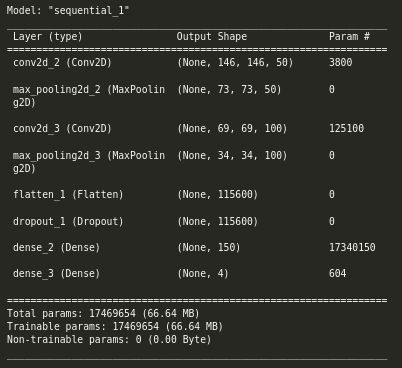 Model: "sequential_1"
_________________________________________________________________
Layer (type)                Output Shape              Param #
=================================================================
conv2d_2 (Conv2D)           (None, 146, 146, 50)      3800
max_pooling2d_2 (MaxPoolin  (None, 73, 73, 50)        0
g2D)
conv2d_3 (Conv2D)           (None, 69, 69, 100)       125100
max_pooling2d_3 (MaxPoolin  (None, 34, 34, 100)       0
g2D)
flatten_1 (Flatten)         (None, 115600)            0
dropout_1 (Dropout)         (None, 115600)            0
dense_2 (Dense)             (None, 150)               17340150
dense_3 (Dense)             (None, 4)                 604
=================================================================
Total params: 17469654 (66.64 MB)
Trainable params: 17469654 (66.64 MB)
Non-trainable params: 0 (0.00 Byte)
_________________________________________________________________